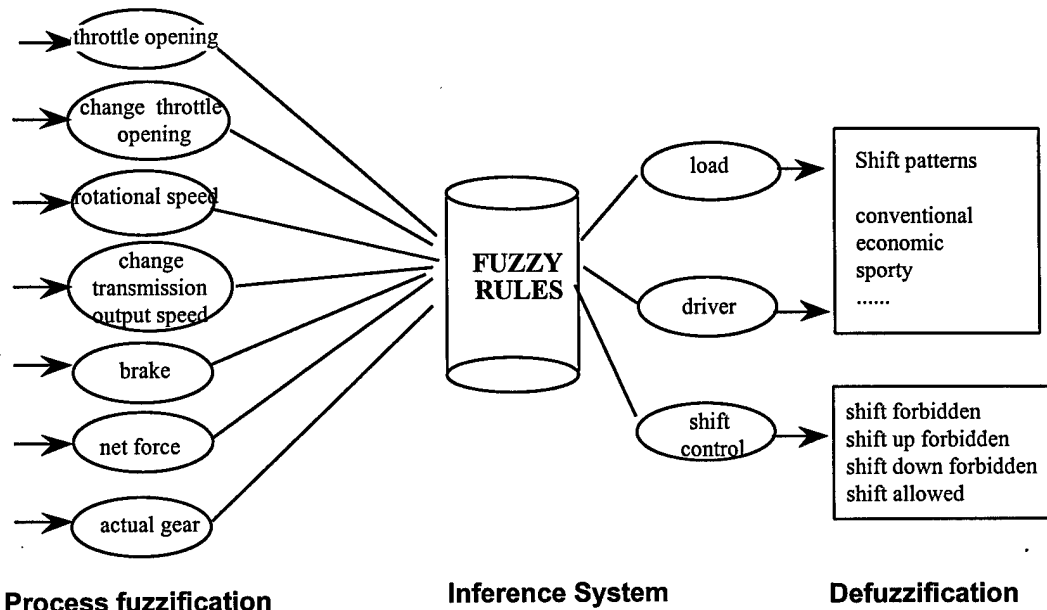 throttle opening
change throttle
opening
rotational speed
change
transmission
output speed
brake
net force
actual gear
FUZZY
RULES
load
driver
shift
control
Shift patterns
conventional
economic
sporty
......
shift forbidden
shift up forbidden
shift down forbidden
shift allowed
Process fuzzification
Inference System
Defuzzification